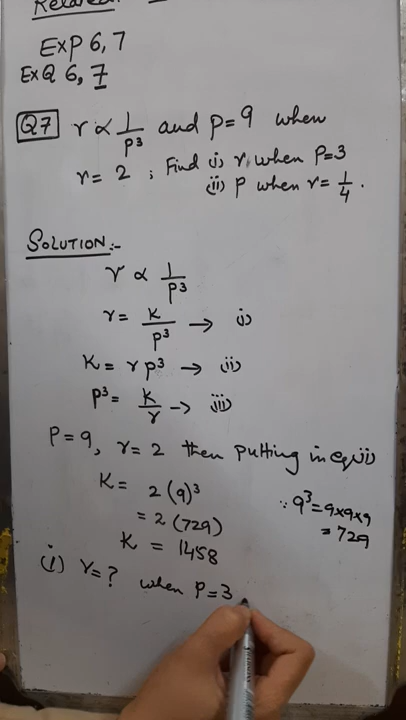 Related
EXP 6, 7
EXQ 6, 7
Q7 r ∝ 1/p³ and p = 9 when
r = 2 ; Find (i) r, when p=3
(ii) p when r = 1/4 .
SOLUTION:-
r ∝ 1/p³
r = K/p³ → (i)
K = r p³ → (ii)
p³ = K/r → (iii)
P = 9, r = 2 then putting in eq(ii)
K = 2 (9)³
∵ 9³ = 9×9×9
= 2 (729)
= 729
K = 1458
(i) r = ? when P = 3